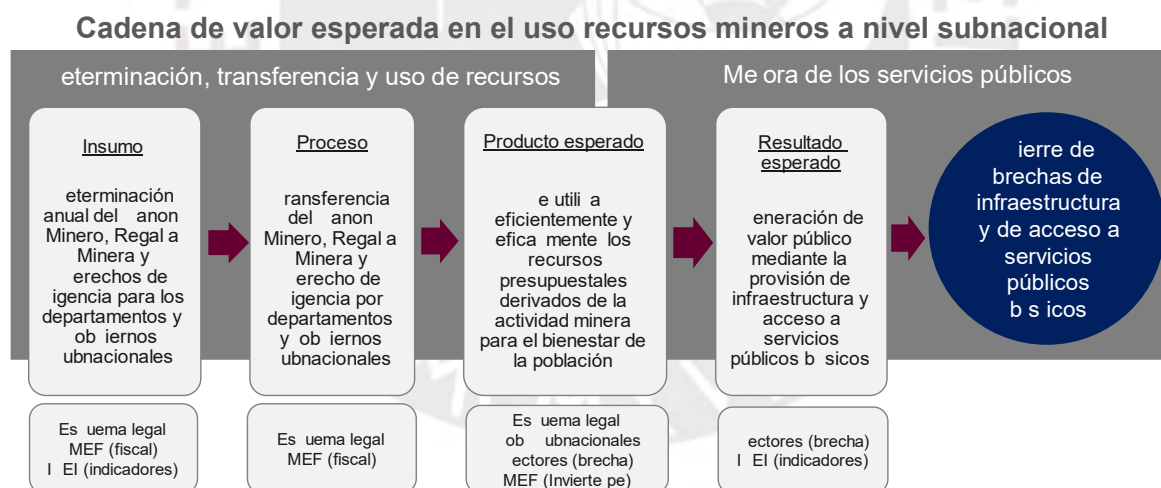 Cadena de valor esperada en el uso recursos mineros a nivel subnacional
eterminación, transferencia y uso de recursos
Me ora de los servicios públicos
Insumo
eterminación
anual del anon
Minero, Regal a
Minera y
erechos de
igencia para los
departamentos y
ob iernos
ubnacionales
Proceso
ransferencia
del anon
Minero, Regal a
Minera y
erecho de
igencia por
departamentos
y ob iernos
ubnacionales
Producto esperado
e utili a
eficientemente y
efica mente los
recursos
presupuestales
derivados de la
actividad minera
para el bienestar de
la población
Resultado
esperado
eneración de
valor público
mediante la
provisión de
infraestructura y
acceso a
servicios
públicos b sicos
ierre de
brechas de
infraestructura
y de acceso a
servicios
públicos
b s icos
Es uema legal
MEF (fiscal)
I EI (indicadores)
Es uema legal
MEF (fiscal)
Es uema legal
ob ubnacionales
ectores (brecha)
MEF (Invierte pe)
ectores (brecha)
I EI (indicadores)